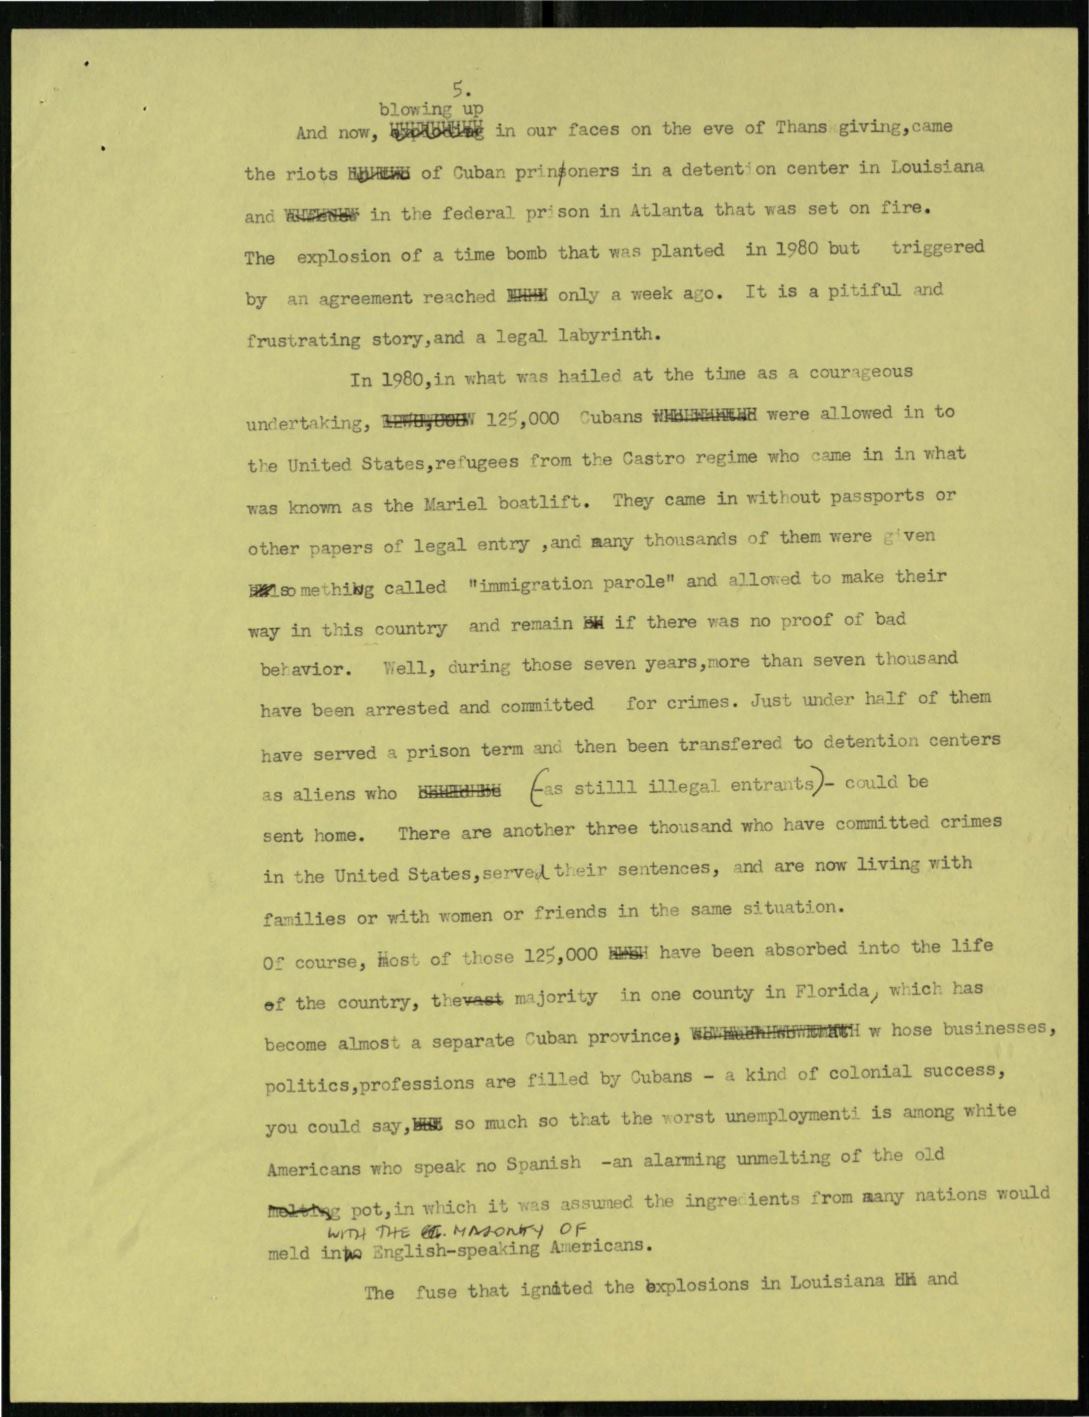 5.
blowing up
And now, in our faces on the eve of Thans giving,came
the riots of Cuban prinsoners in a detention center in Louisiana
and in the federal prison in Atlanta that was set on fire.
The explosion of a time bomb that was planted in 1980 but triggered
by an agreement reached only a week ago. It is a pitiful and
frustrating story,and a legal labyrinth.
In 1980,in what was hailed at the time as a courageous
undertaking, 125,000 Cubans were allowed in to
the United States,refugees from the Castro regime who came in in what
was known as the Mariel boatlift. They came in without passports or
other papers of legal entry ,and many thousands of them were given
something called "immigration parole" and allowed to make their
way in this country and remain if there was no proof of bad
behavior. Well, during those seven years,more than seven thousand
have been arrested and committed for crimes. Just under half of them
have served a prison term and then been transfered to detention centers
as aliens who (-as stilll illegal entrants)- could be
sent home. There are another three thousand who have committed crimes
in the United States,served their sentences, and are now living with
families or with women or friends in the same situation.
Of course, Most of those 125,000 have been absorbed into the life
of the country, the vast majority in one county in Florida, which has
become almost a separate Cuban province; w hose businesses,
politics,professions are filled by Cubans - a kind of colonial success,
you could say, so much so that the worst unemploymenti is among white
Americans who speak no Spanish -an alarming unmelting of the old
melting pot,in which it was assumed the ingredients from many nations would
WITH THE MASONRY OF
meld into English-speaking Americans.
The fuse that ignited the explosions in Louisiana and